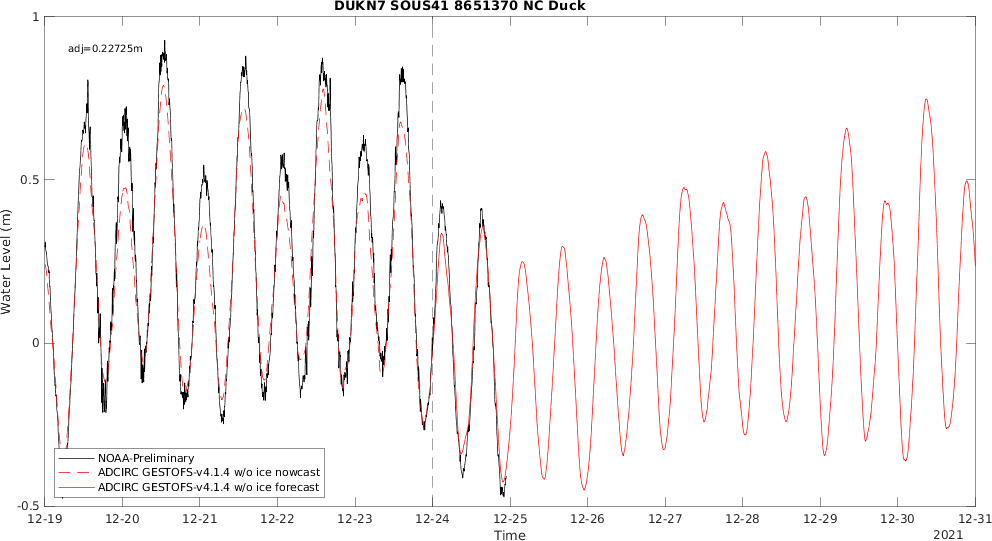 DUKN7 SOUS41 8651370 NC Duck
adj=0.22725m
1
0.5
0
-0.5
Water Level (m)
NOAA-Preliminary
ADCIRC GESTOFS-v4.1.4 w/o ice nowcast
ADCIRC GESTOFS-v4.1.4 w/o ice forecast
12-19 12-20 12-21 12-22 12-23 12-24 12-25 12-26 12-27 12-28 12-29 12-30 12-31
Time
2021